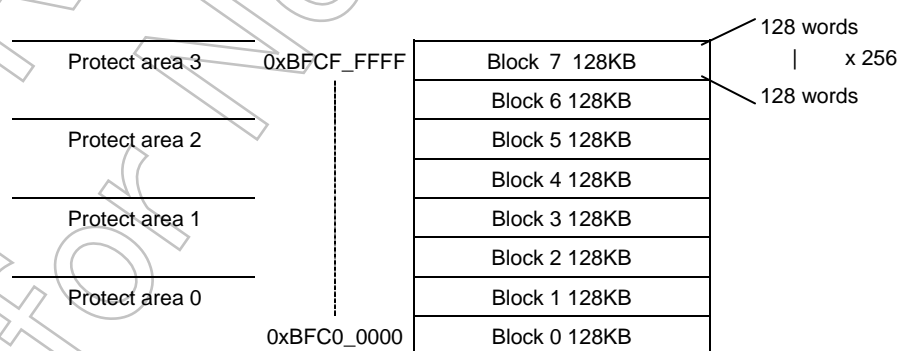 128 words
Protect area 3 0xBFCF_FFFF Block 7 128KB | x 256
Block 6 128KB 128 words
Protect area 2 Block 5 128KB
Block 4 128KB
Protect area 1 Block 3 128KB
Block 2 128KB
Protect area 0 Block 1 128KB
0xBFC0_0000 Block 0 128KB
for N